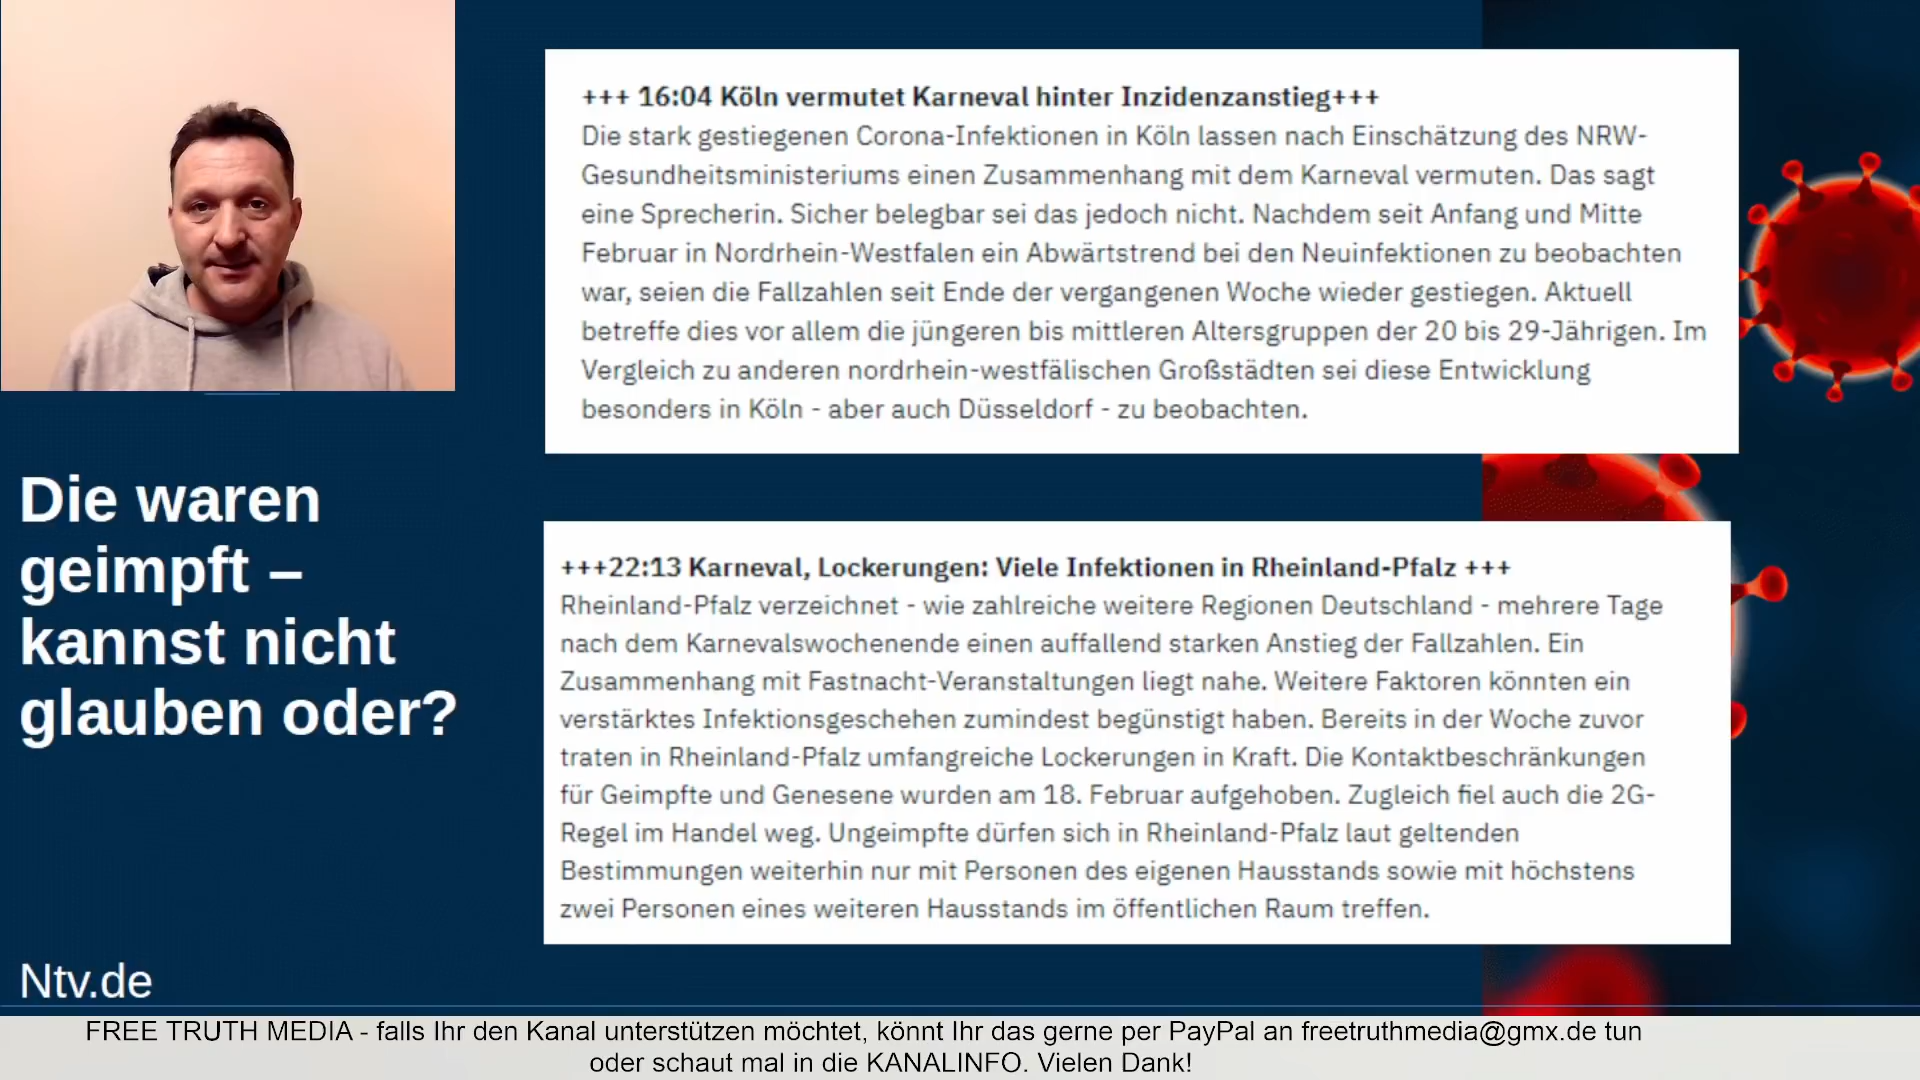 +++ 16:04 Köln vermutet Karneval hinter Inzidenzanstieg+++
Die stark gestiegenen Corona-Infektionen in Köln lassen nach Einschätzung des NRW-
Gesundheitsministeriums einen Zusammenhang mit dem Karneval vermuten. Das sagt
eine Sprecherin. Sicher belegbar sei das jedoch nicht. Nachdem seit Anfang und Mitte
Februar in Nordrhein-Westfalen ein Abwärtstrend bei den Neuinfektionen zu beobachten
war, seien die Fallzahlen seit Ende der vergangenen Woche wieder gestiegen. Aktuell
betreffe dies vor allem die jüngeren bis mittleren Altersgruppen der 20 bis 29-Jährigen. Im
Vergleich zu anderen nordrhein-westfälischen Großstädten sei diese Entwicklung
besonders in Köln - aber auch Düsseldorf - zu beobachten.
Die waren
geimpft –
kannst nicht
glauben oder?
+++22:13 Karneval, Lockerungen: Viele Infektionen in Rheinland-Pfalz +++
Rheinland-Pfalz verzeichnet - wie zahlreiche weitere Regionen Deutschland - mehrere Tage
nach dem Karnevalswochenende einen auffallend starken Anstieg der Fallzahlen. Ein
Zusammenhang mit Fastnacht-Veranstaltungen liegt nahe. Weitere Faktoren könnten ein
verstärktes Infektionsgeschehen zumindest begünstigt haben. Bereits in der Woche zuvor
traten in Rheinland-Pfalz umfangreiche Lockerungen in Kraft. Die Kontaktbeschränkungen
für Geimpfte und Genesene wurden am 18. Februar aufgehoben. Zugleich fiel auch die 2G-
Regel im Handel weg. Ungeimpfte dürfen sich in Rheinland-Pfalz laut geltenden
Bestimmungen weiterhin nur mit Personen des eigenen Hausstands sowie mit höchstens
zwei Personen eines weiteren Hausstands im öffentlichen Raum treffen.
Ntv.de
FREE TRUTH MEDIA - falls Ihr den Kanal unterstützen möchtet, könnt Ihr das gerne per PayPal an freetruthmedia@gmx.de tun
oder schaut mal in die KANALINFO. Vielen Dank!